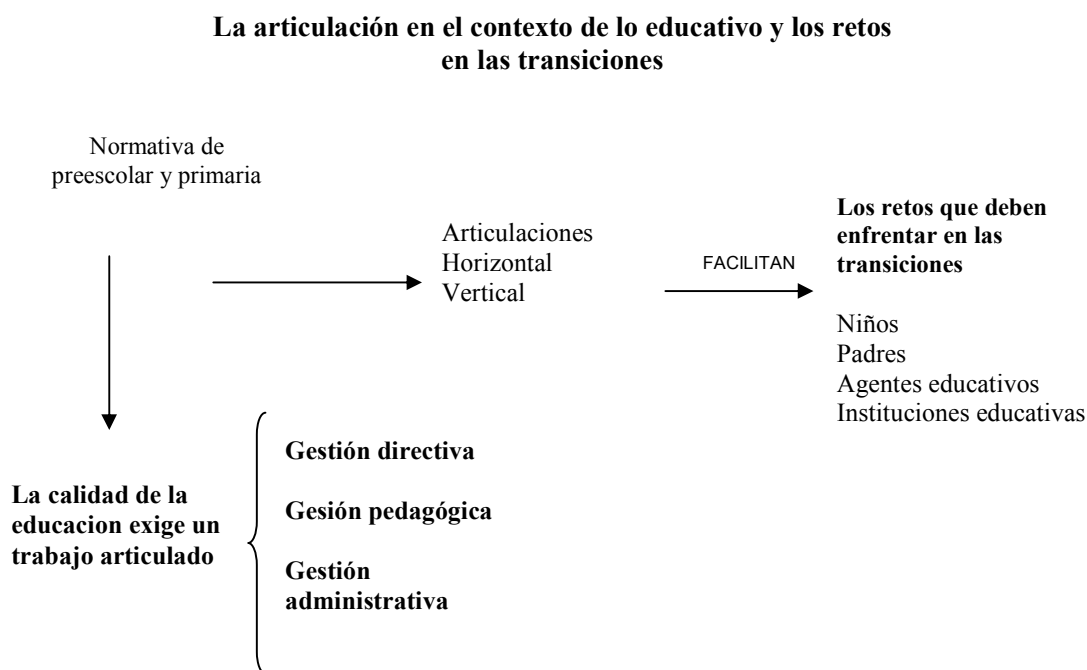 La articulación en el contexto de lo educativo y los retos
en las transiciones
Normativa de
preescolar y primaria
Articulaciones
Horizontal
Vertical
FACILITAN
Los retos que deben
enfrentar en las
transiciones
Niños
Padres
Agentes educativos
Instituciones educativas
La calidad de la
educacion exige un
trabajo articulado
Gestión directiva
Gesión pedagógica
Gestión
administrativa